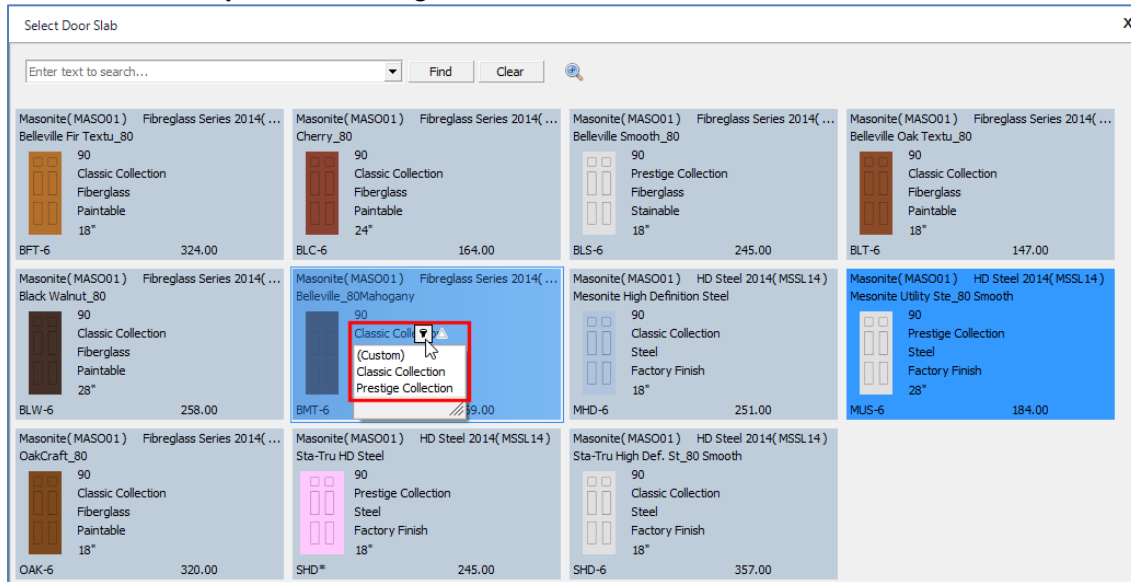 Select Door Slab
x
Enter text to search...
Find
Clear
Masonite(MASO01) Fibreglass Series 2014( ...
Belleville Fir Textu_80
90
Classic Collection
Fiberglass
Paintable
18"
BFT-6 324.00
Masonite(MASO01) Fibreglass Series 2014( ...
Cherry_80
90
Classic Collection
Fiberglass
Paintable
24"
BLC-6 164.00
Masonite(MASO01) Fibreglass Series 2014( ...
Belleville Smooth_80
90
Prestige Collection
Fiberglass
Stainable
18"
BLS-6 245.00
Masonite(MASO01) Fibreglass Series 2014( ...
Belleville Oak Textu_80
90
Classic Collection
Fiberglass
Paintable
18"
BLT-6 147.00
Masonite(MASO01) Fibreglass Series 2014( ...
Black Walnut_80
90
Classic Collection
Fiberglass
Paintable
28"
BLW-6 258.00
Masonite(MASO01) Fibreglass Series 2014( ...
Belleville_80Mahogany
90
Classic
(Custom)
Classic Collection
Prestige Collection
BMT-6 9.00
Masonite(MASO01) HD Steel 2014(MSSL14)
Mesonite High Definition Steel
90
Classic Collection
Steel
Factory Finish
18"
MHD-6 251.00
Masonite(MASO01) HD Steel 2014(MSSL14)
Mesonite Utility Ste_80 Smooth
90
Prestige Collection
Steel
Factory Finish
28"
MUS-6 184.00
Masonite(MASO01) Fibreglass Series 2014( ...
OakCraft_80
90
Classic Collection
Fiberglass
Paintable
18"
OAK-6 320.00
Masonite(MASO01) HD Steel 2014(MSSL14)
Sta-Tru HD Steel
90
Prestige Collection
Steel
Factory Finish
18"
SHD* 245.00
Masonite(MASO01) HD Steel 2014(MSSL14)
Sta-Tru High Def. St_80 Smooth
90
Classic Collection
Steel
Factory Finish
18"
SHD-6 357.00